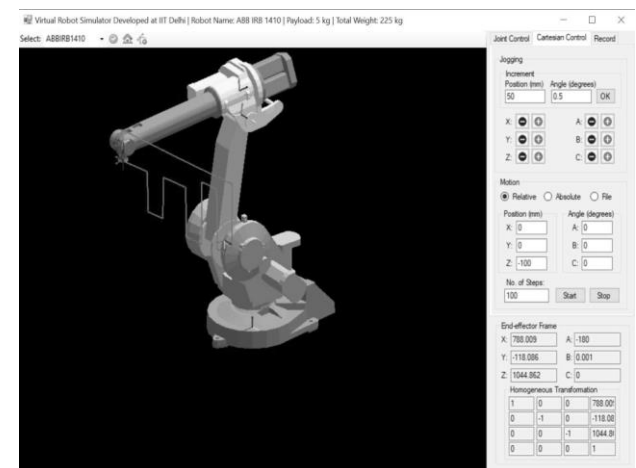 Virtual Robot Simulator Developed at IIT Delhi | Robot Name: ABB IRB 1410 | Payload: 5 kg | Total Weight: 225 kg
Select: ABBIRB1410
Joint Control Cartesian Control Record
Jogging
Increment
Position (mm) Angle (degrees)
50 0.5 OK
X: A:
Y: B:
Z: C:
Motion
Relative Absolute File
Position (mm) Angle (degrees)
X: 0 A: 0
Y: 0 B: 0
Z: -100 C: 0
No. of Steps:
100 Start Stop
End-effector Frame
X: 788.009 A: -180
Y: -118.086 B: 0.001
Z: 1044.862 C: 0
Homogeneous Transformation
1 0 0 788.00
0 -1 0 -118.08
0 0 -1 1044.8
0 0 0 1